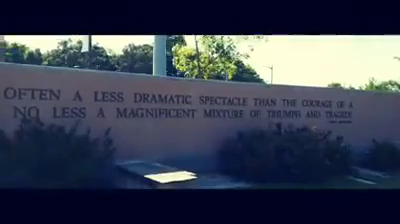 OFTEN A LESS DRAMATIC SPECTACLE THAN THE COURAGE OF A
NO LESS A MAGNIFICENT MIXTURE OF TRIUMPH AND TRAGEDY